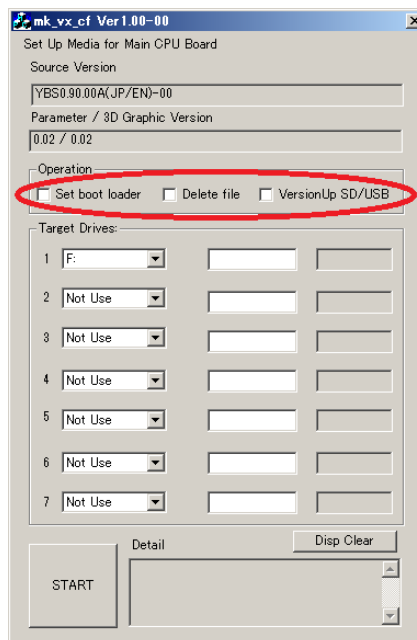 mk_vx_cf Ver1.00-00
Set Up Media for Main CPU Board
Source Version
YBS0.90.00A(JP/EN)-00
Parameter / 3D Graphic Version
0.02 / 0.02
Operation
Set boot loader Delete file VersionUp SD/USB
Target Drives:
1 F:
2 Not Use
3 Not Use
4 Not Use
5 Not Use
6 Not Use
7 Not Use
Detail Disp Clear
START